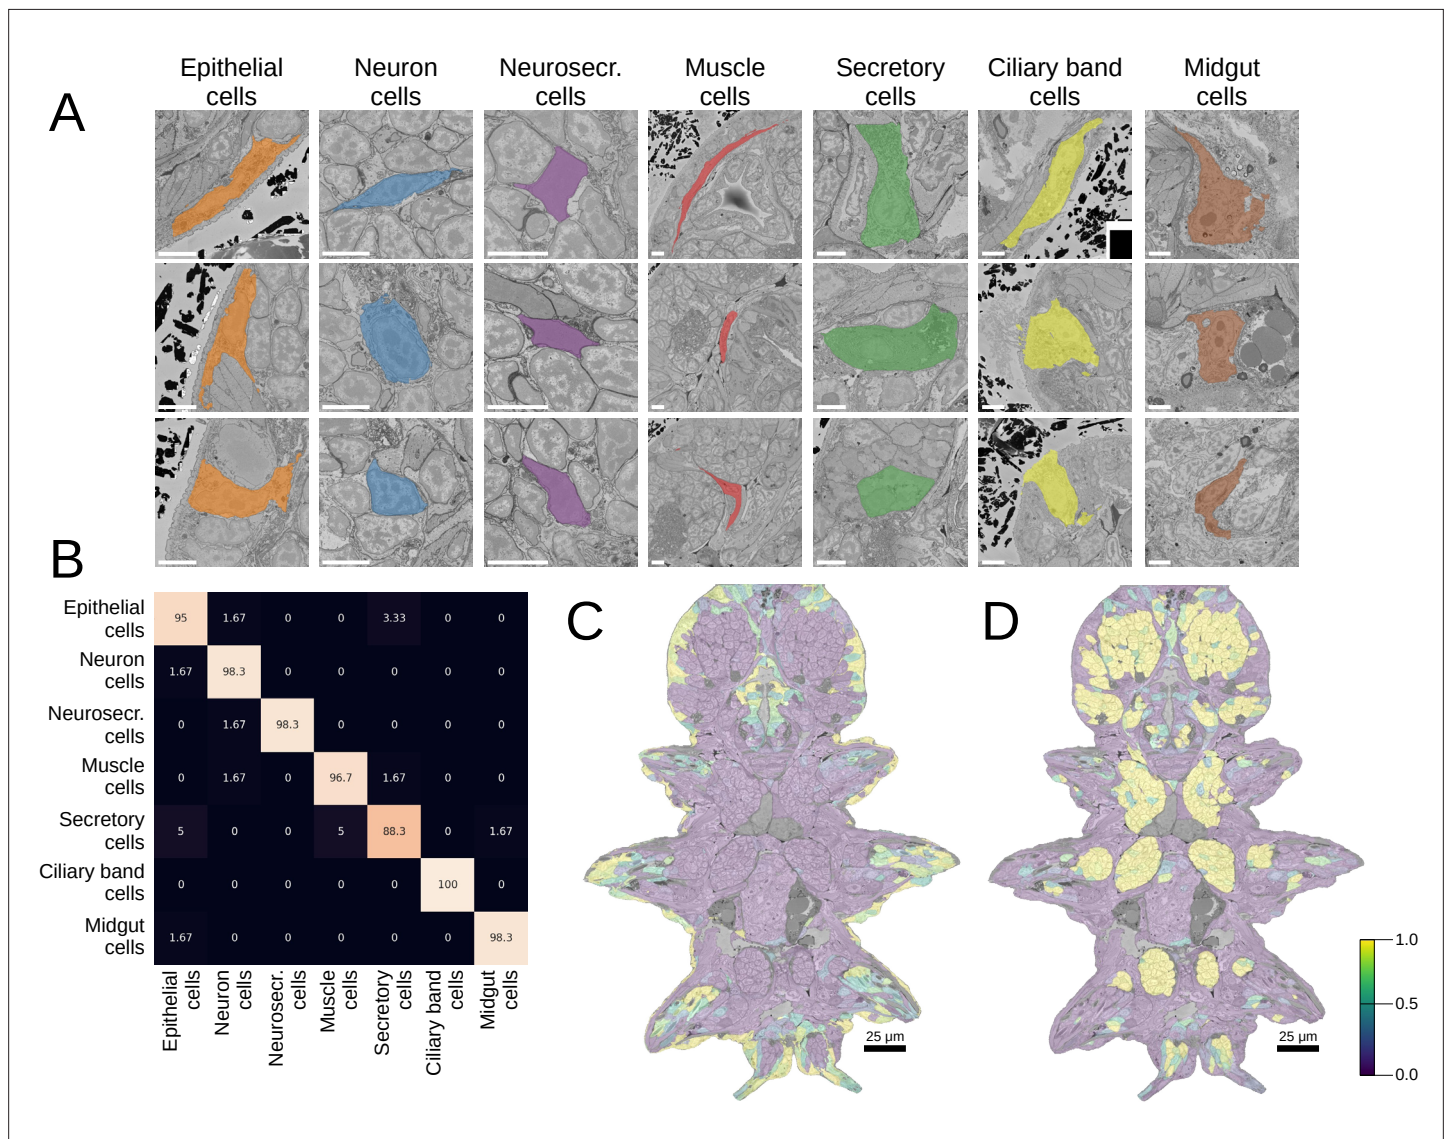 A
Epithelial
cells
Neuron
cells
Neurosecr.
cells
Muscle
cells
Secretory
cells
Ciliary band
cells
Midgut
cells
B
Epithelial
cells
95 1.67 0 0 3.33 0 0
Neuron
cells
1.67 98.3 0 0 0 0 0
Neurosecr.
cells
0 1.67 98.3 0 0 0 0
Muscle
cells
0 1.67 0 96.7 1.67 0 0
Secretory
cells
5 0 0 5 88.3 0 1.67
Ciliary band
cells
0 0 0 0 0 100 0
Midgut
cells
1.67 0 0 0 0 0 98.3
Epithelial
cells
Neuron
cells
Neurosecr.
cells
Muscle
cells
Secretory
cells
Ciliary band
cells
Midgut
cells
C
25 µm
D
25 µm
1.0
0.5
0.0